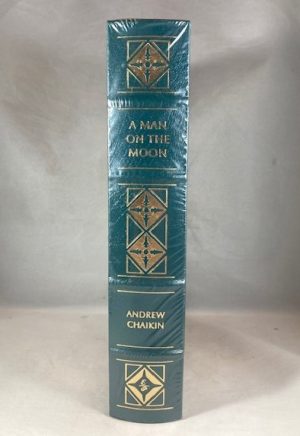 A MAN
ON THE
MOON
ANDREW
CHAIKIN